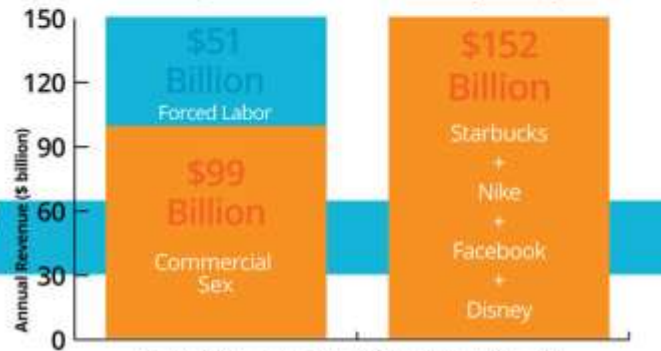 150
120
90
60
30
0
Annual Revenue ($ billion)
$51
Billion
Forced Labor
$99
Billion
Commercial
Sex
$152
Billion
Starbucks
+
Nike
+
Facebook
+
Disney